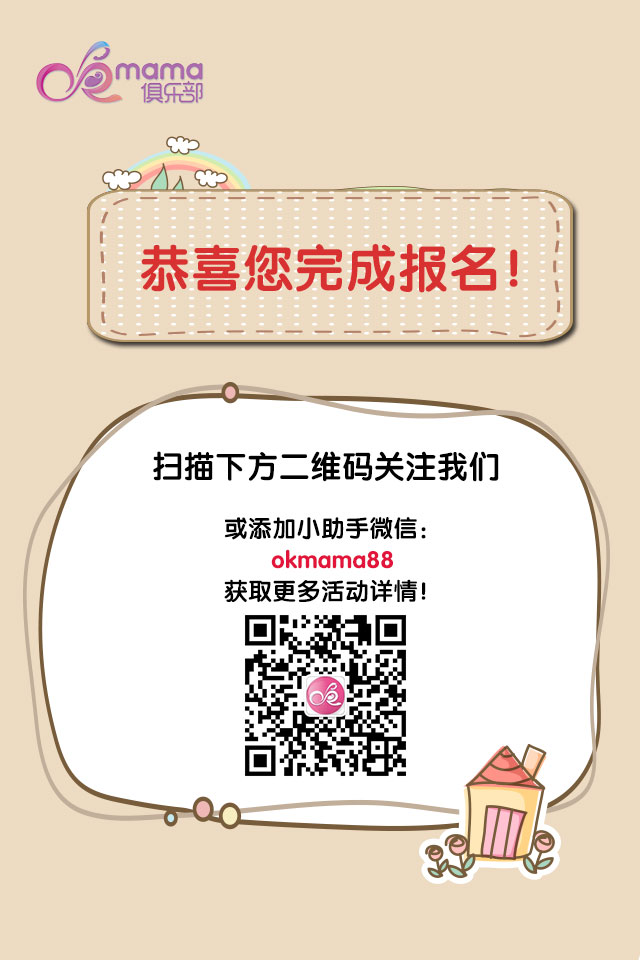 okmama
俱乐部
恭喜您完成报名!
扫描下方二维码关注我们
或添加小助手微信:
okmama88
获取更多活动详情!